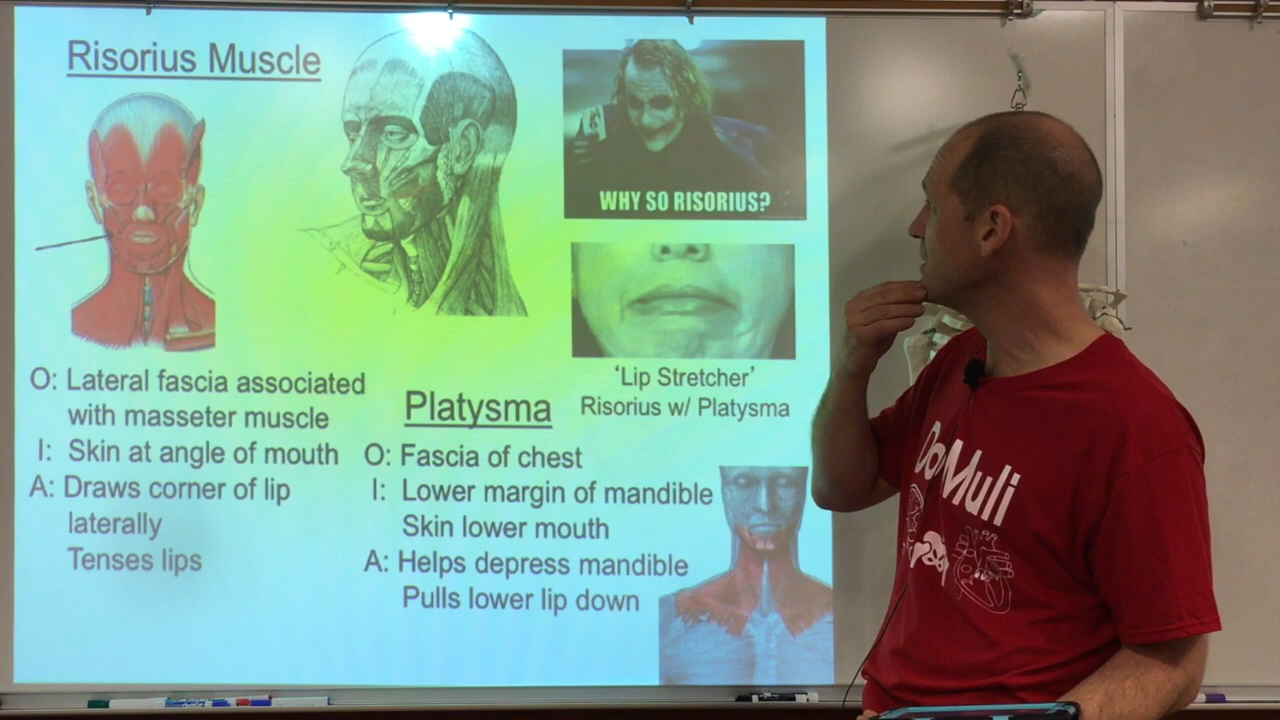 Risorius Muscle
WHY SO RISORIUS?
'Lip Stretcher'
Risorius w/ Platysma
O: Lateral fascia associated
with masseter muscle
I: Skin at angle of mouth
A: Draws corner of lip
laterally
Tenses lips
Platysma
O: Fascia of chest
I: Lower margin of mandible
Skin lower mouth
A: Helps depress mandible
Pulls lower lip down
Muli